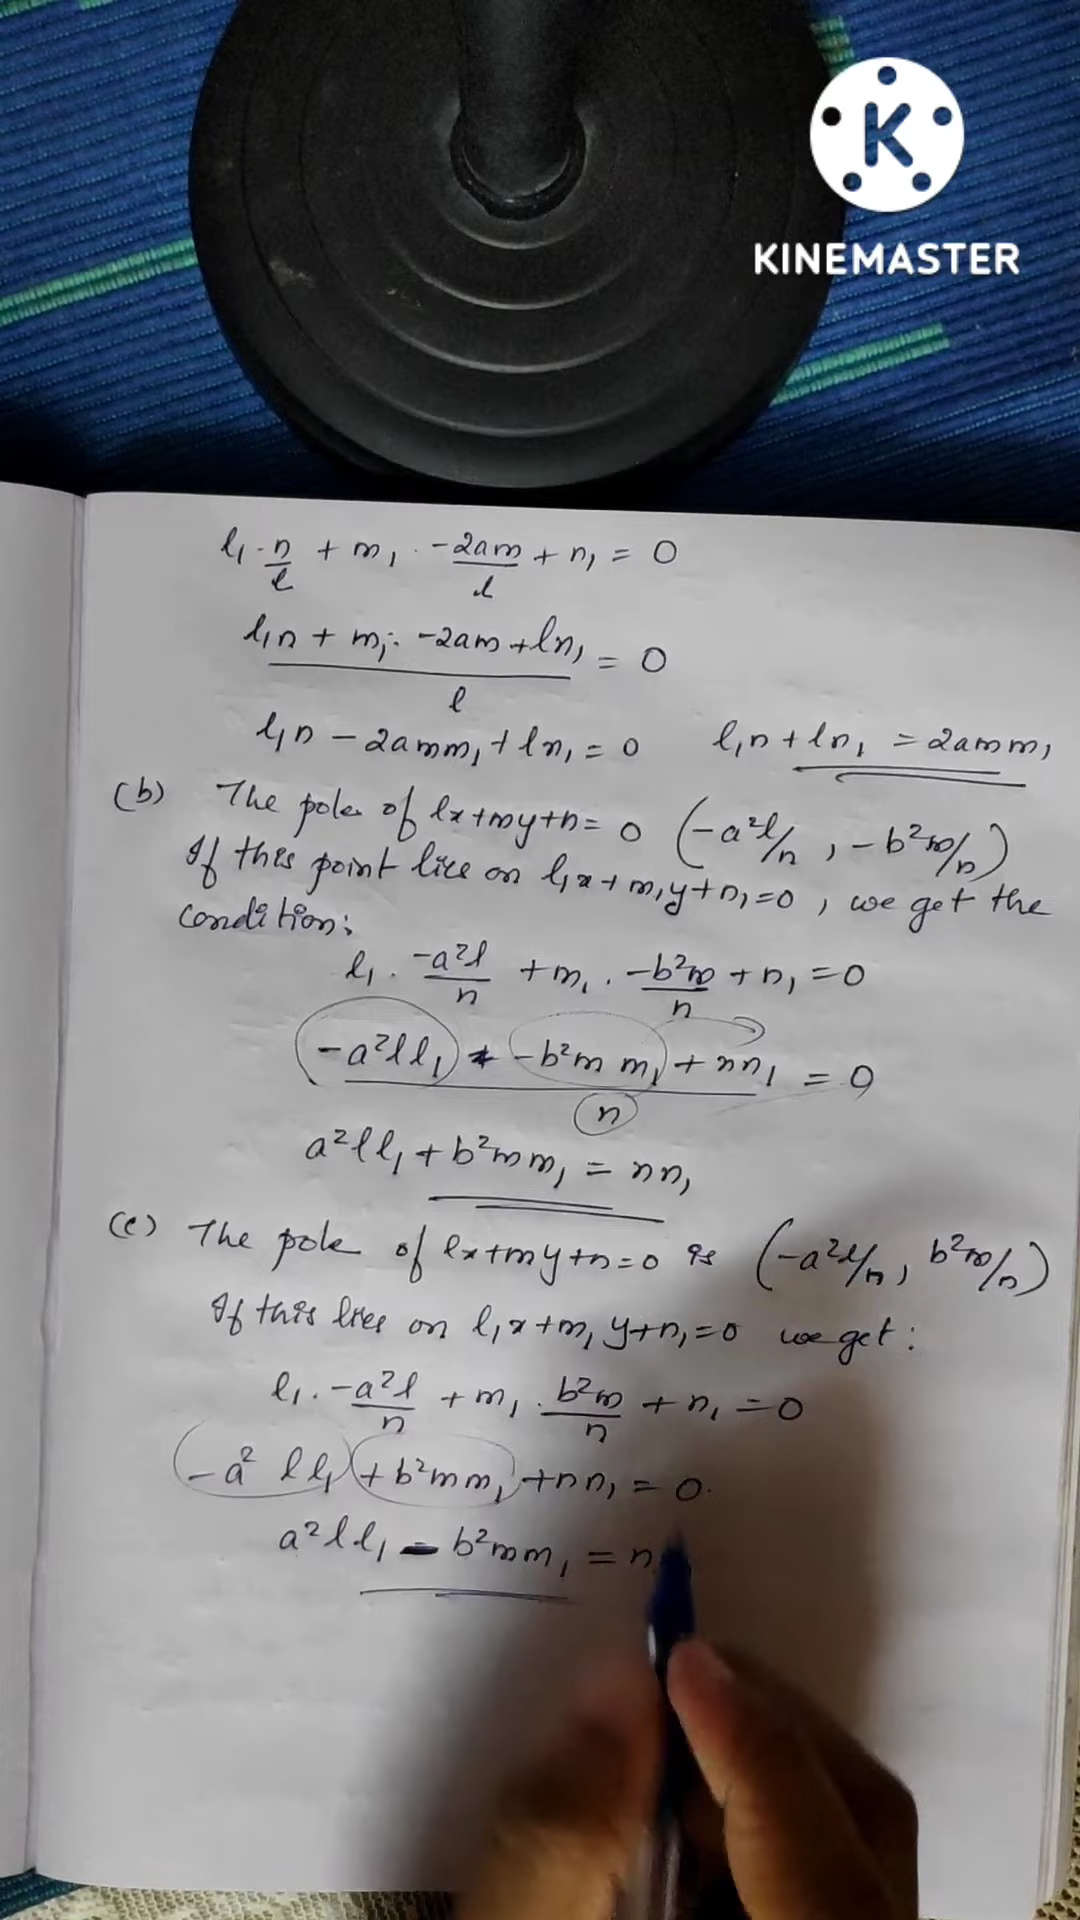 K
KINEMASTER
l₁ · n/l + m₁ · -2am/l + n₁ = 0
l₁n + m₁ · -2am + ln₁ / l = 0
l₁n - 2amm₁ + ln₁ = 0    l₁n + ln₁ = 2amm₁
(b) The pole of lx+my+n= 0 (-a²l/n , -b²m/n)
If this point lies on l₁x+m₁y+n₁=0 , we get the
condition:
l₁ · -a²l/n + m₁ · -b²m/n + n₁ = 0
-a²ll₁ + -b²m m₁ + nn₁ / n = 0
a²ll₁ + b²mm₁ = nn₁
(c) The pole of lx+my+n=0 is (-a²l/n, b²m/n)
If this lies on l₁x+m₁y+n₁=0 we get :
l₁ · -a²l/n + m₁ · b²m/n + n₁ = 0
-a² ll₁ + b²mm₁ + nn₁ = 0
a²ll₁ - b²mm₁ = n